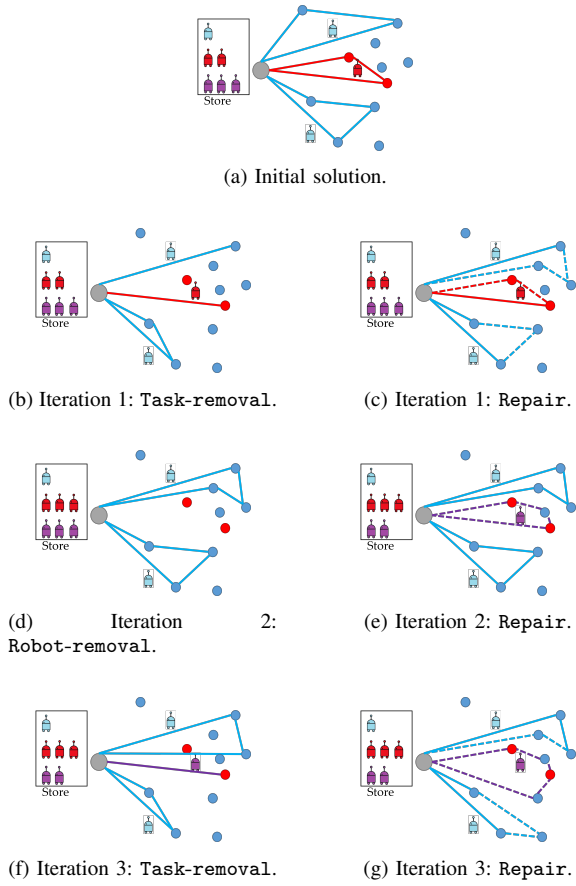 Store
(a) Initial solution.
Store
Store
(b) Iteration 1: Task-removal.
(c) Iteration 1: Repair.
Store
Store
(d) Iteration 2:
Robot-removal.
(e) Iteration 2: Repair.
Store
Store
(f) Iteration 3: Task-removal.
(g) Iteration 3: Repair.